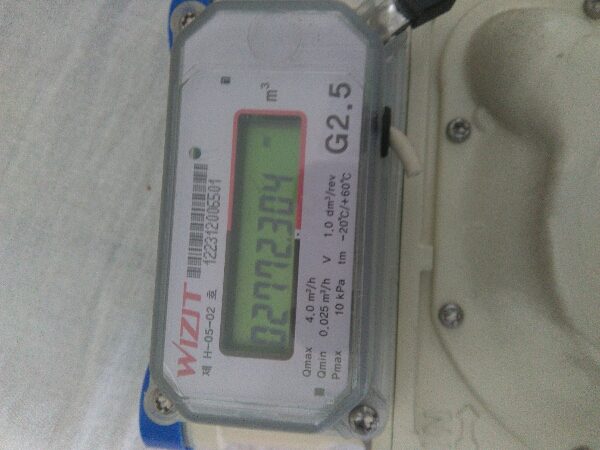 WIZIT
제 H-05-02 호 122312006501
02772304 m³
Qmax 4.0 m³/h
Qmin 0.025 m³/h V 1.0 dm³/rev
Pmax 10 kPa tm -20℃/+60℃
G2.5